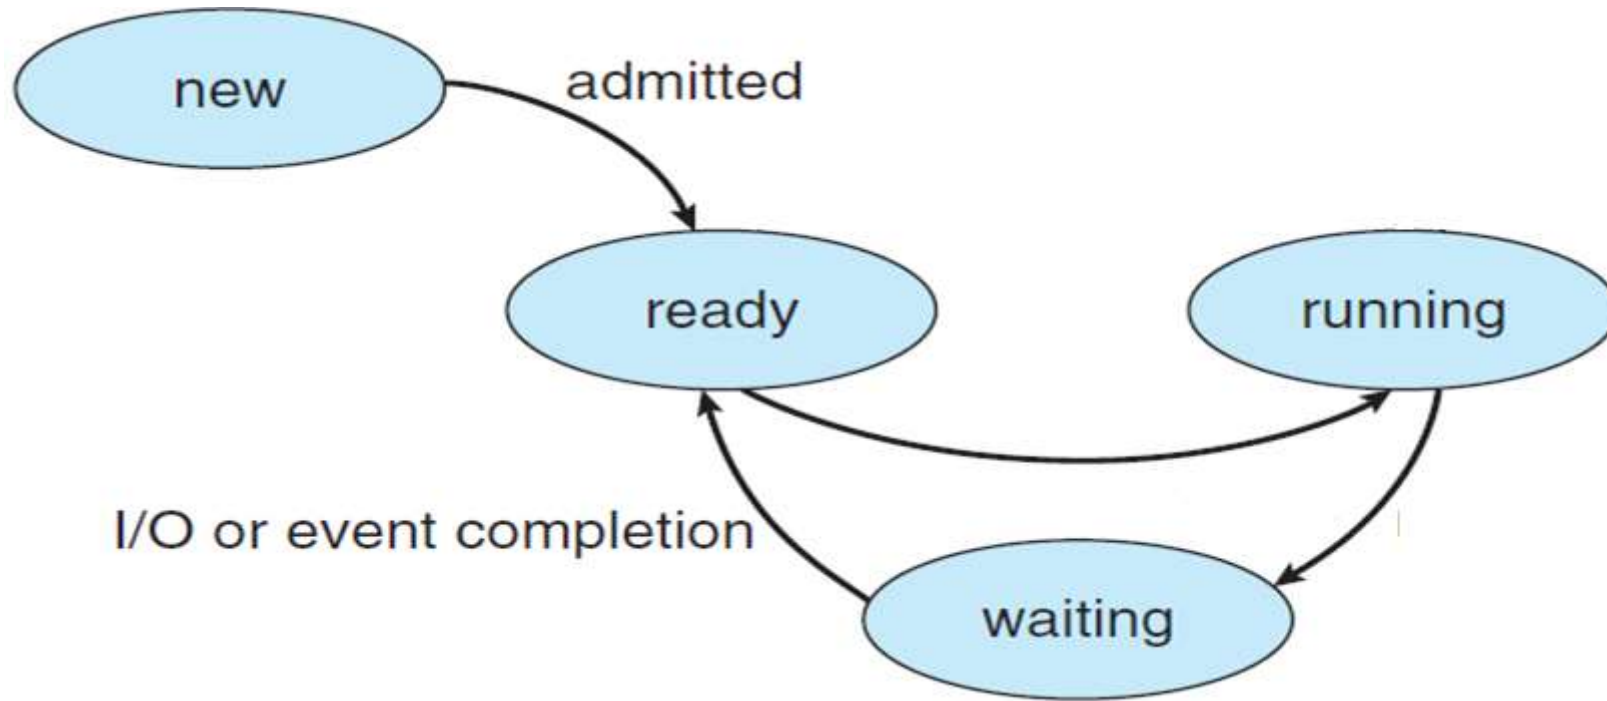 new
admitted
ready
running
I/O or event completion
waiting